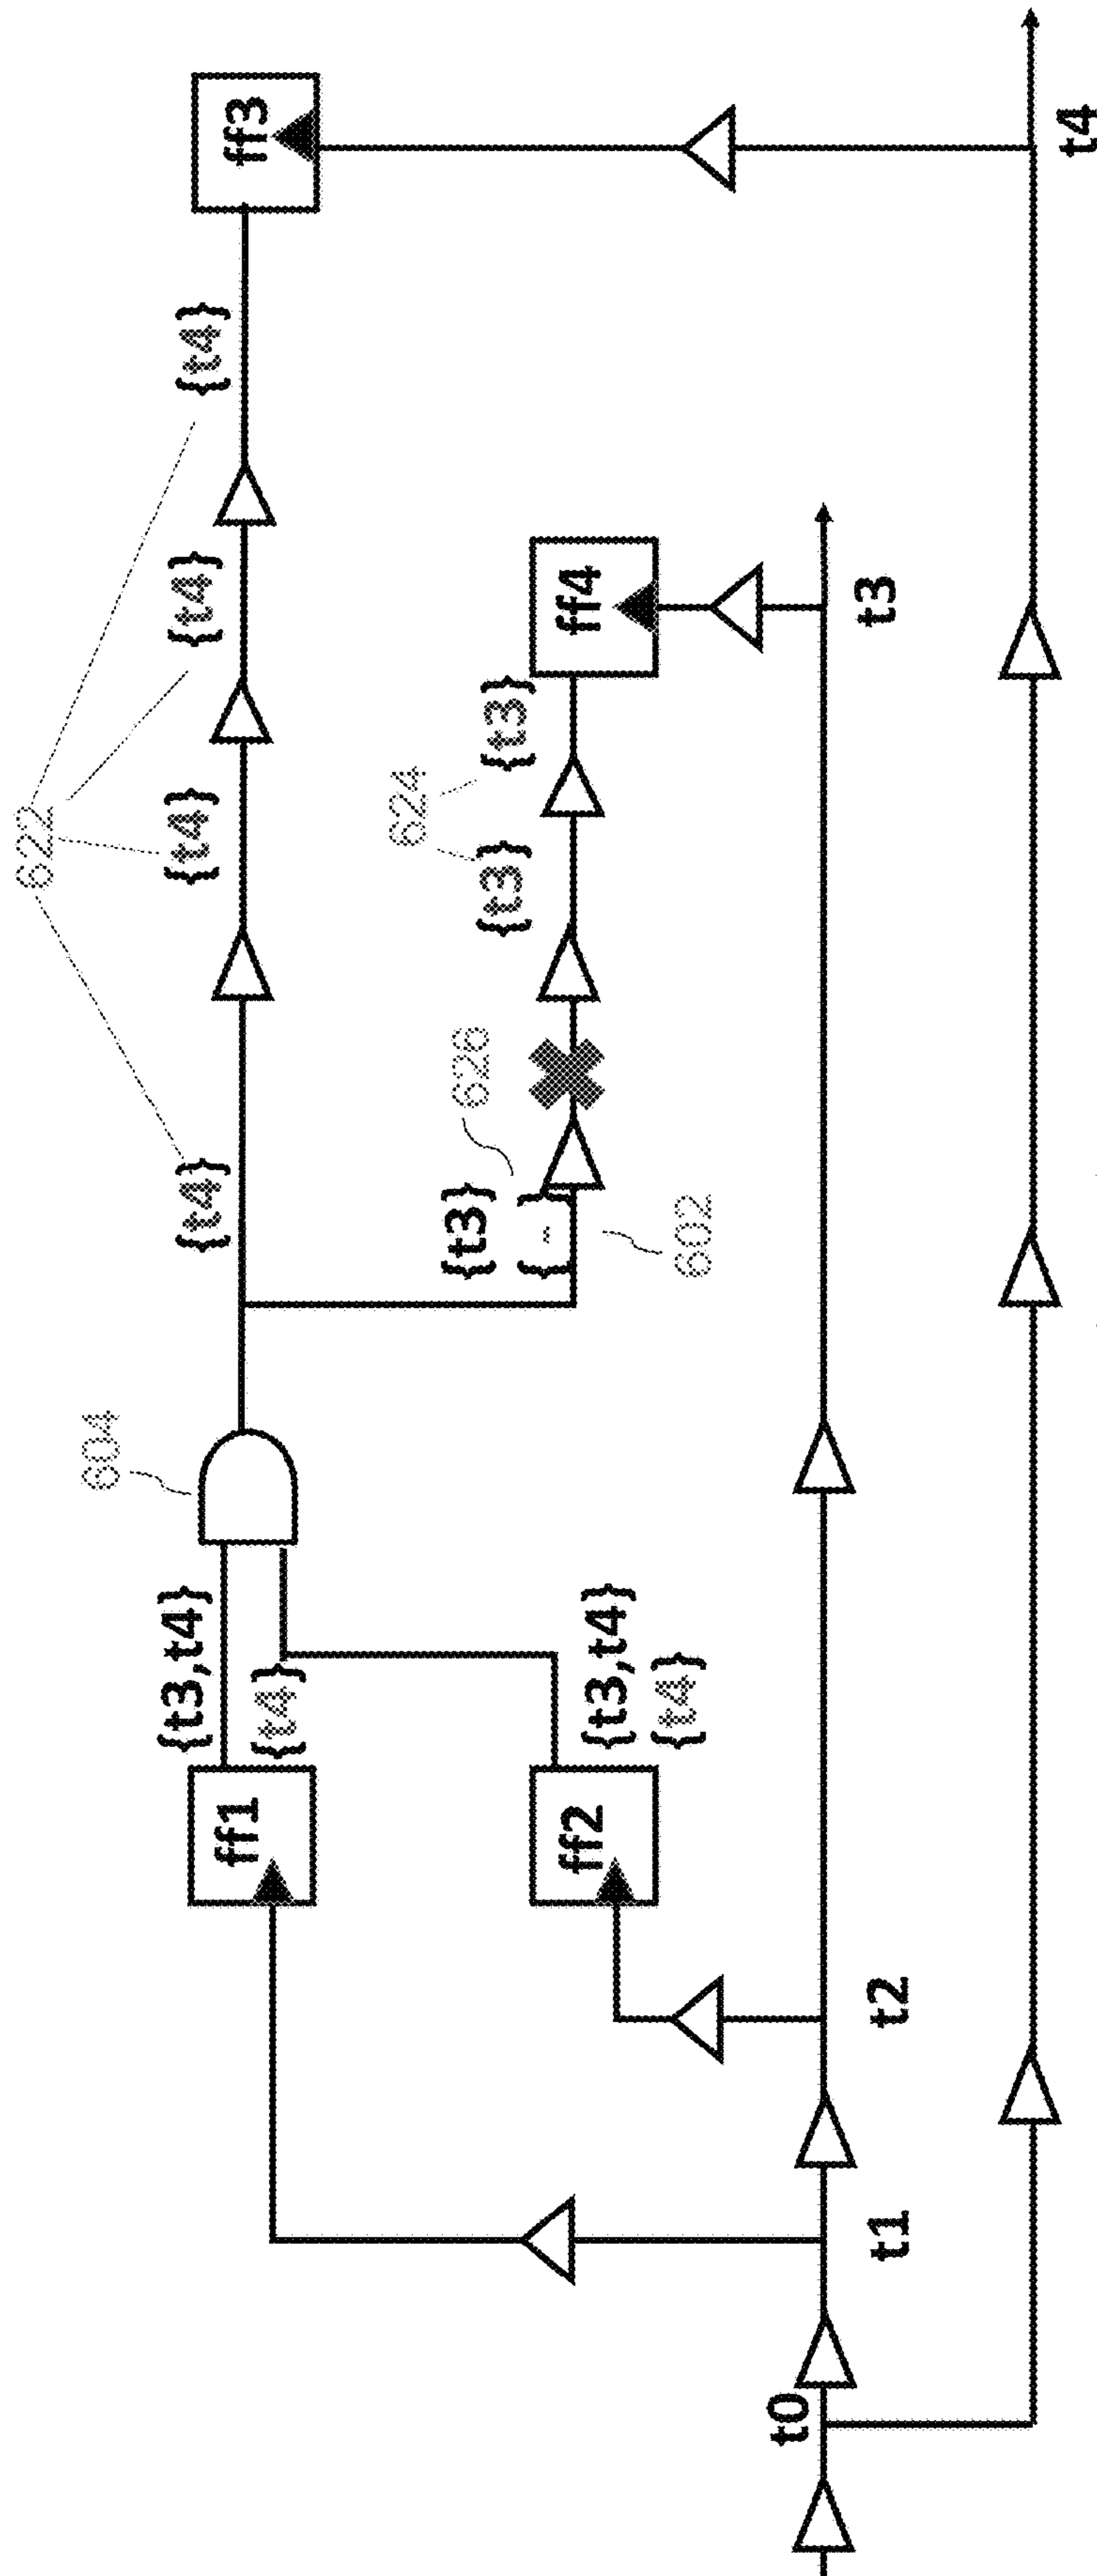 622
{t4}
{t4}
{t4}
{t4}
ff3
604
{t3,t4}
{t4}
ff1
624
{t3}
{t3}
626
{t3}
{-}
602
ff4
ff2
{t3,t4}
{t4}
t0
t1
t2
t3
t4